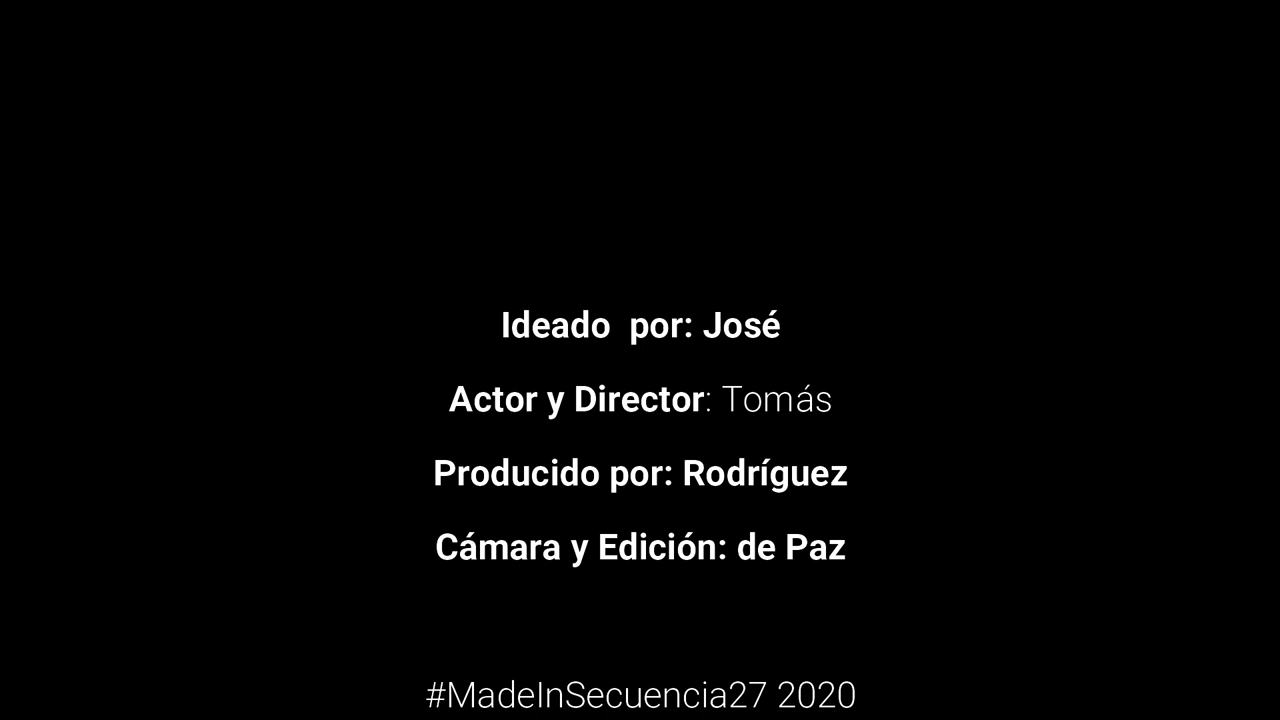 Ideado  por: José
Actor y Director: Tomás
Producido por: Rodríguez
Cámara y Edición: de Paz
#MadeInSecuencia27 2020